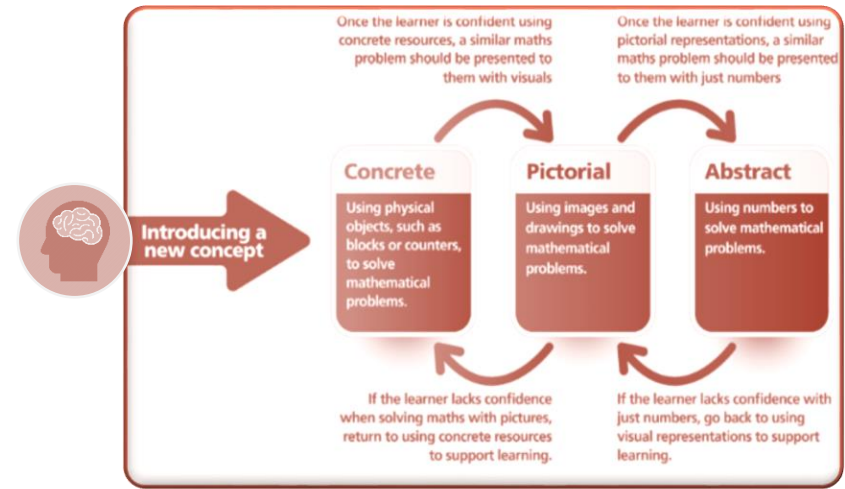 Once the learner is confident using
concrete resources, a similar maths
problem should be presented to
them with visuals
Once the learner is confident using
pictorial representations, a similar
maths problem should be presented
to them with just numbers
Introducing a
new concept
Concrete
Using physical
objects, such as
blocks or counters,
to solve
mathematical
problems.
Pictorial
Using images and
drawings to solve
mathematical
problems.
Abstract
Using numbers to
solve mathematical
problems.
If the learner lacks confidence
when solving maths with pictures,
return to using concrete resources
to support learning.
If the learner lacks confidence with
just numbers, go back to using
visual representations to support
learning.